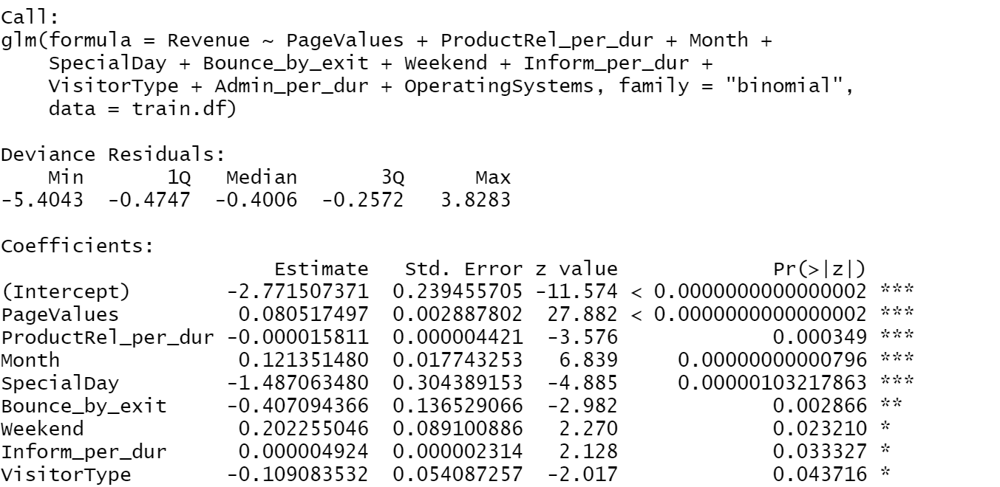 Call:
glm(formula = Revenue ~ PageValues + ProductRel_per_dur + Month +
    SpecialDay + Bounce_by_exit + Weekend + Inform_per_dur +
    VisitorType + Admin_per_dur + OperatingSystems, family = "binomial",
    data = train.df)

Deviance Residuals:
    Min       1Q   Median       3Q      Max
-5.4043  -0.4747  -0.4006  -0.2572   3.8283

Coefficients:
                       Estimate   Std. Error z value             Pr(>|z|)
(Intercept)        -2.771507371  0.239455705 -11.574 < 0.0000000000000002 ***
PageValues          0.080517497  0.002887802  27.882 < 0.0000000000000002 ***
ProductRel_per_dur -0.000015811  0.000004421  -3.576             0.000349 ***
Month               0.121351480  0.017743253   6.839     0.00000000000796 ***
SpecialDay         -1.487063480  0.304389153  -4.885     0.00000103217863 ***
Bounce_by_exit     -0.407094366  0.136529066  -2.982             0.002866 **
Weekend             0.202255046  0.089100886   2.270             0.023210 *
Inform_per_dur      0.000004924  0.000002314   2.128             0.033327 *
VisitorType        -0.109083532  0.054087257  -2.017             0.043716 *